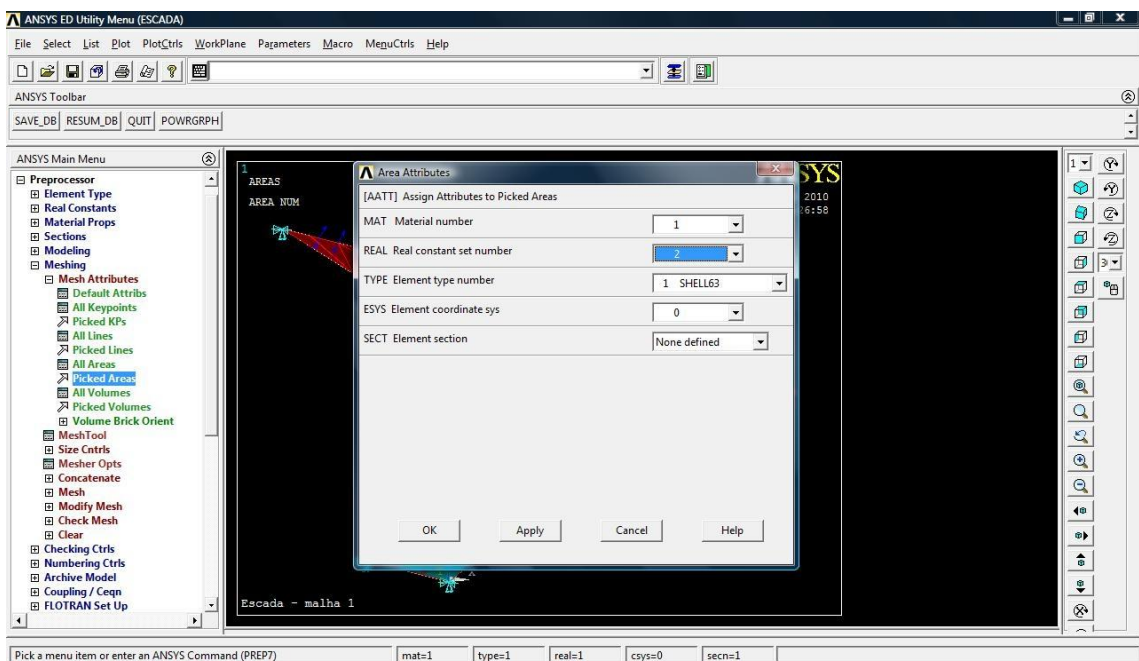 ANSYS ED Utility Menu (ESCADA)
File Select List Plot PlotCtrls WorkPlane Parameters Macro MenuCtrls Help
ANSYS Toolbar
SAVE_DB RESUM_DB QUIT POWRGRPH
ANSYS Main Menu
Preprocessor
Element Type
Real Constants
Material Props
Sections
Modeling
Meshing
Mesh Attributes
Default Attribs
All Keypoints
Picked KPs
All Lines
Picked Lines
All Areas
Picked Areas
All Volumes
Picked Volumes
Volume Brick Orient
MeshTool
Size Cntrls
Mesher Opts
Concatenate
Mesh
Modify Mesh
Check Mesh
Clear
Checking Ctrls
Numbering Ctrls
Archive Model
Coupling / Ceqn
FLOTRAN Set Up
1
AREAS
AREA NUM
SYS
2010
26:58
Area Attributes
[AATT] Assign Attributes to Picked Areas
MAT Material number 1
REAL Real constant set number 2
TYPE Element type number 1 SHELL63
ESYS Element coordinate sys 0
SECT Element section None defined
OK Apply Cancel Help
Escada - malha 1
1
Pick a menu item or enter an ANSYS Command (PREP7) mat=1 type=1 real=1 csys=0 secn=1